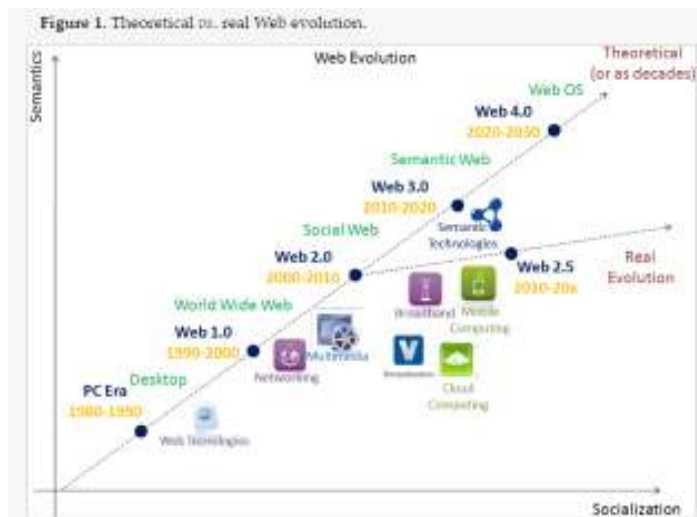 Figure 1. Theoretical vs. real Web evolution.
Semantics
Web Evolution
Theoretical
(or as decades)
Web OS
Web 4.0
2020-2030
Semantic Web
Web 3.0
2010-2020
Semantic
Technologies
Social Web
Web 2.0
2000-2010
Real
Evolution
Web 2.5
Broadband
Mobile
Computing
World Wide Web
Web 1.0
1990-2000
Multimedia
Networking
Cloud
Computing
Desktop
PC Era
1980-1990
Web
Socialization